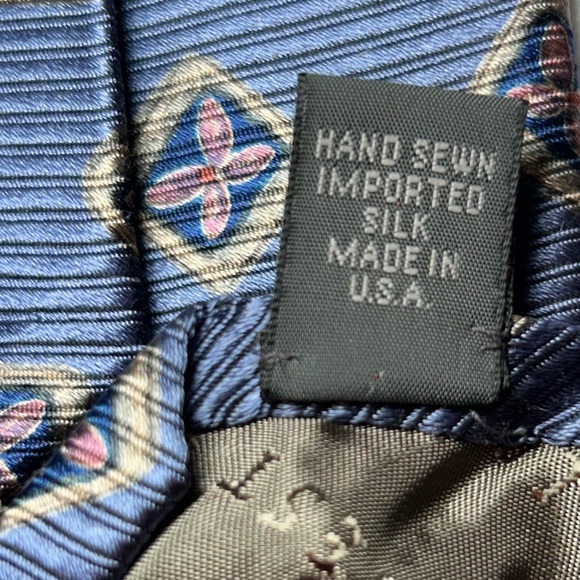 HAND SEWN
IMPORTED
SILK
MADE IN
U.S.A.